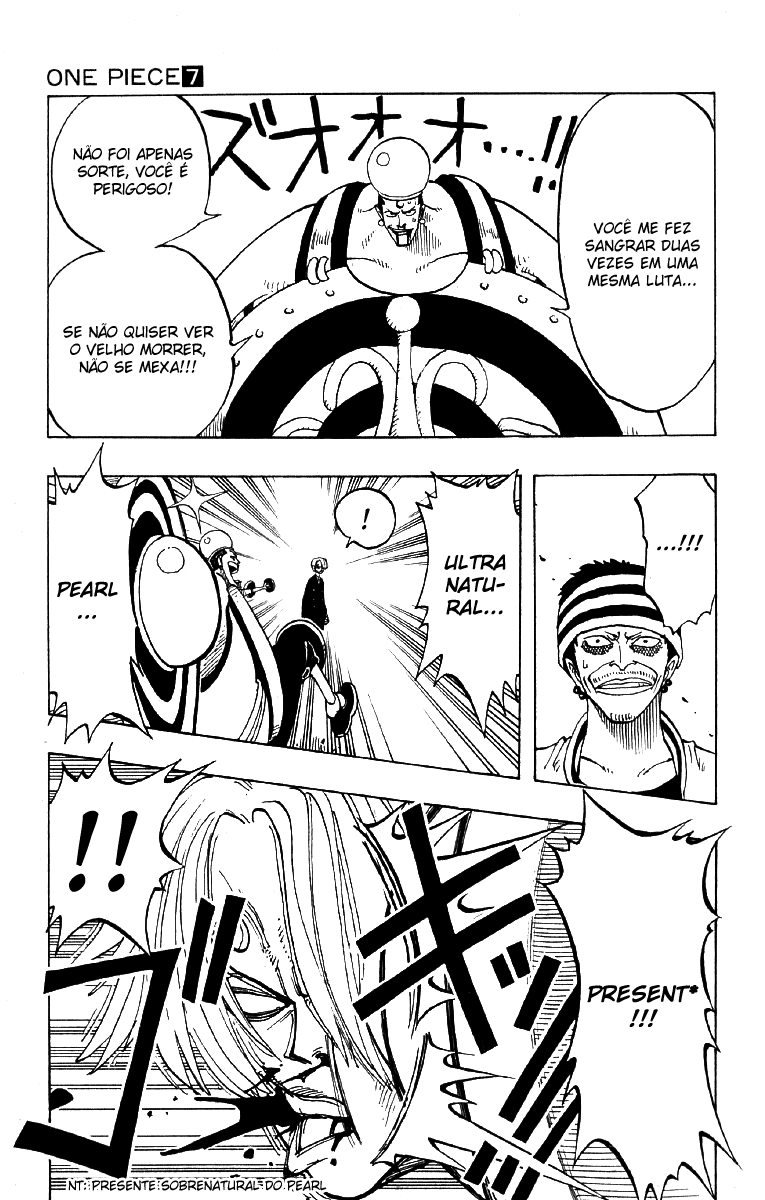 ONE PIECE 7
ズオオオ...!!
VOCÊ ME FEZ
SANGRAR DUAS
VEZES EM UMA
MESMA LUTA...
NÃO FOI APENAS
SORTE, VOCÊ É
PERIGOSO!
SE NÃO QUISER VER
O VELHO MORRER,
NÃO SE MEXA!!!
...!!!
ULTRA
NATU-
RAL...
!
PEARL
...
PRESENT*
!!!
!!
NT: PRESENTE SOBRENATURAL DO PEARL